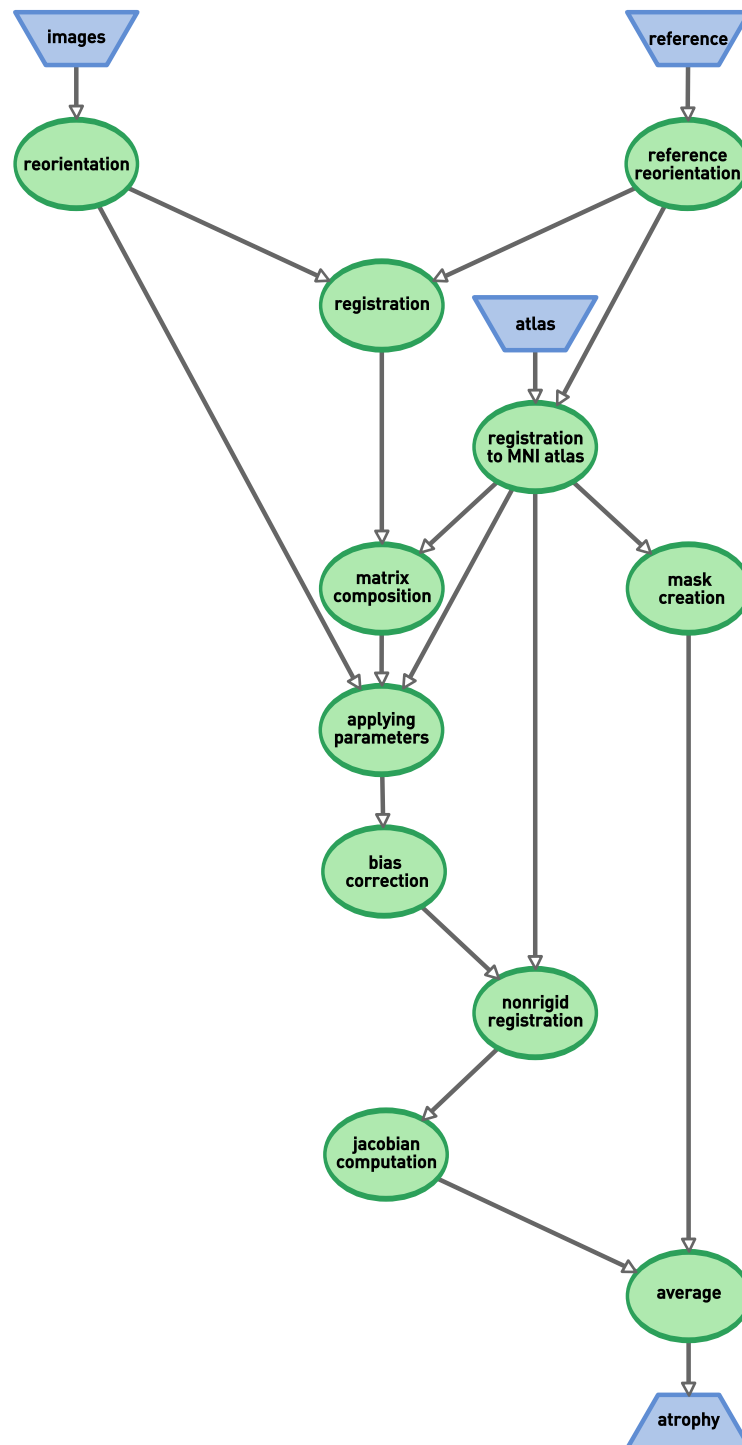 images
reference
reorientation
reference
reorientation
registration
atlas
registration
to MNI atlas
matrix
composition
mask
creation
applying
parameters
bias
correction
nonrigid
registration
jacobian
computation
average
atrophy